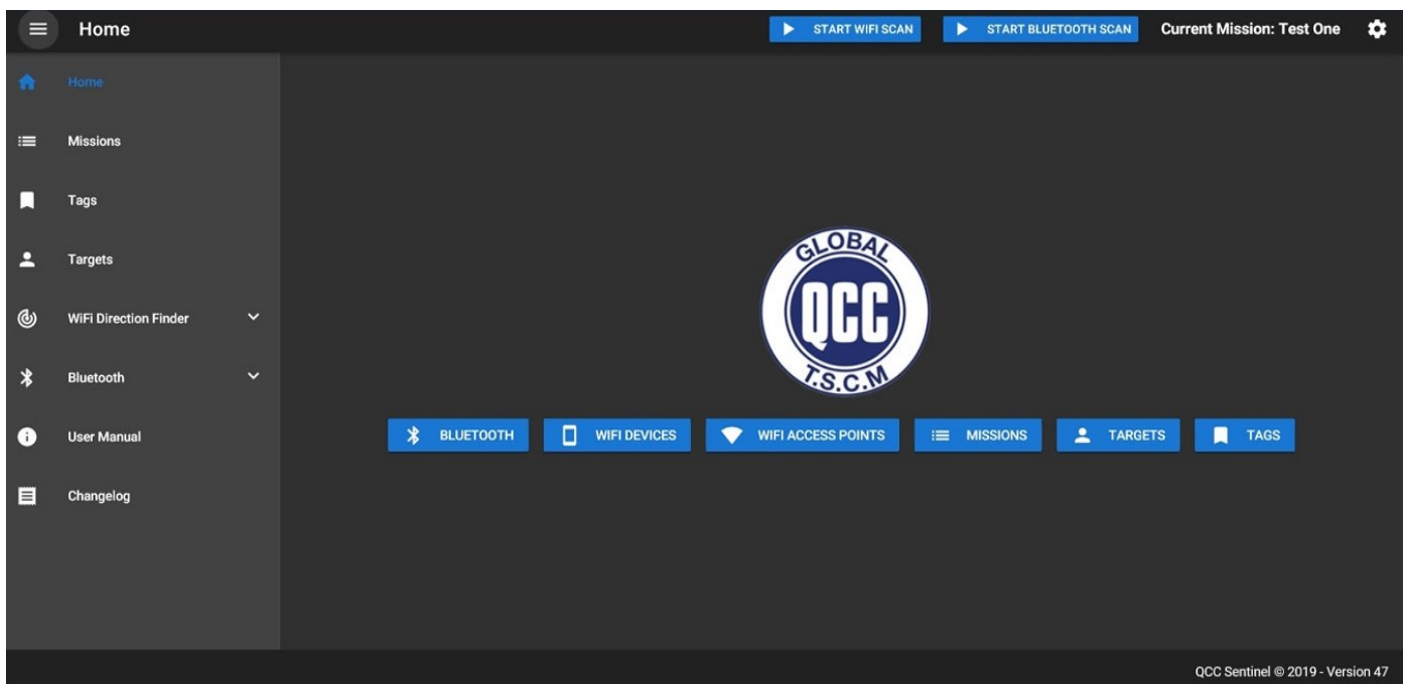 Home
START WIFI SCAN
START BLUETOOTH SCAN
Current Mission: Test One
Home
Missions
Tags
Targets
WiFi Direction Finder
Bluetooth
User Manual
Changelog
GLOBAL
QCC
T.S.C.M
BLUETOOTH
WIFI DEVICES
WIFI ACCESS POINTS
MISSIONS
TARGETS
TAGS
QCC Sentinel © 2019 - Version 47